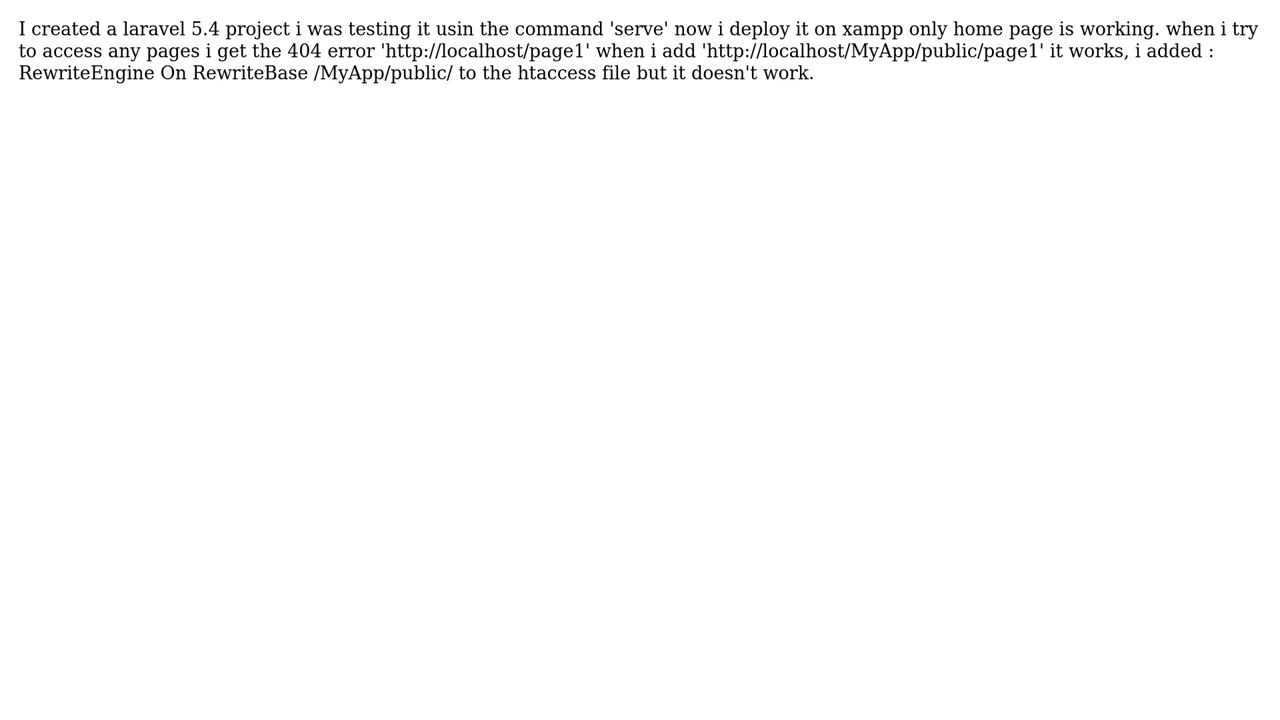 I created a laravel 5.4 project i was testing it usin the command 'serve' now i deploy it on xampp only home page is working. when i try
to access any pages i get the 404 error 'http://localhost/page1' when i add 'http://localhost/MyApp/public/page1' it works, i added :
RewriteEngine On RewriteBase /MyApp/public/ to the htaccess file but it doesn't work.